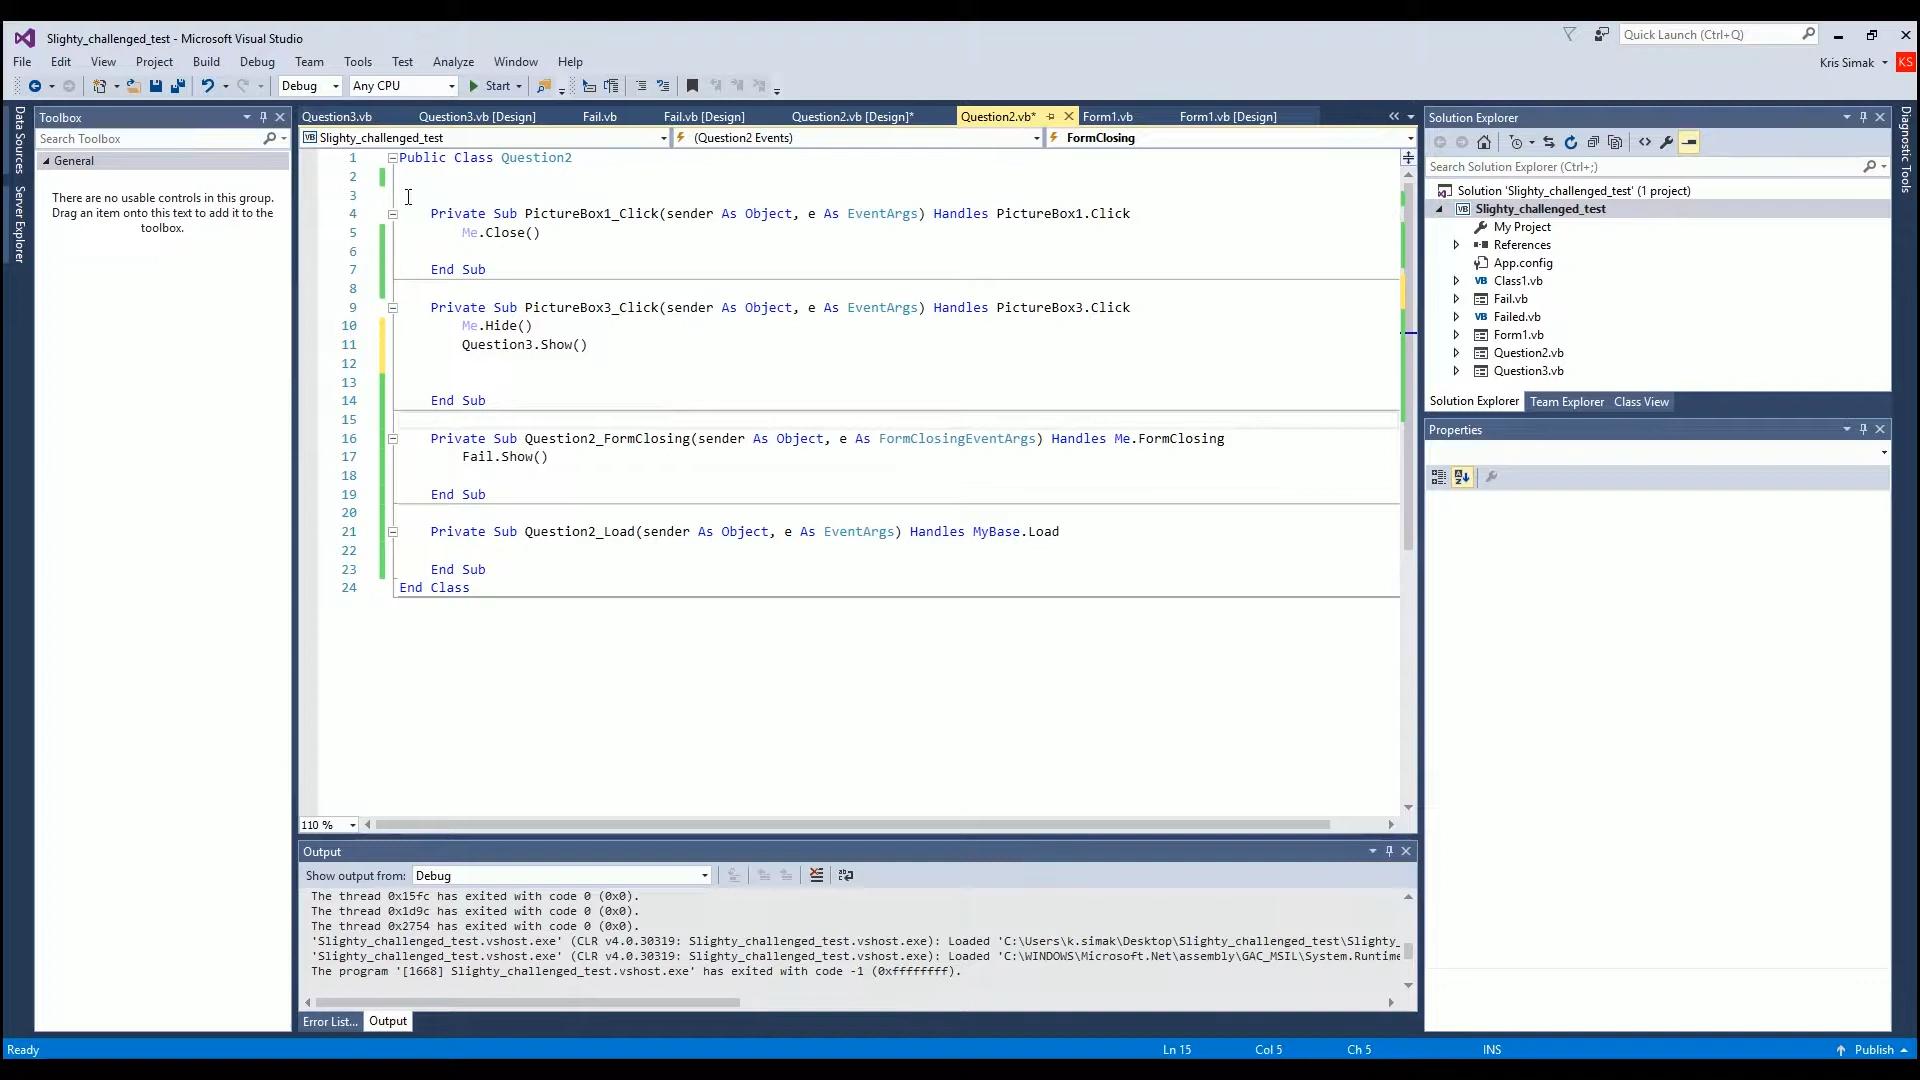 Slighty_challenged_test - Microsoft Visual Studio
Quick Launch (Ctrl+Q)
File Edit View Project Build Debug Team Tools Test Analyze Window Help
Kris Simak KS
Debug Any CPU Start
Data Sources
Server Explorer
Toolbox
Search Toolbox
General
There are no usable controls in this group.
Drag an item onto this text to add it to the
toolbox.
Question3.vb Question3.vb [Design] Fail.vb Fail.vb [Design] Question2.vb [Design]* Question2.vb* Form1.vb Form1.vb [Design]
Slighty_challenged_test (Question2 Events) FormClosing
1 Public Class Question2
2
3
4 Private Sub PictureBox1_Click(sender As Object, e As EventArgs) Handles PictureBox1.Click
5 Me.Close()
6
7 End Sub
8
9 Private Sub PictureBox3_Click(sender As Object, e As EventArgs) Handles PictureBox3.Click
10 Me.Hide()
11 Question3.Show()
12
13
14 End Sub
15
16 Private Sub Question2_FormClosing(sender As Object, e As FormClosingEventArgs) Handles Me.FormClosing
17 Fail.Show()
18
19 End Sub
20
21 Private Sub Question2_Load(sender As Object, e As EventArgs) Handles MyBase.Load
22
23 End Sub
24 End Class
110 %
Output
Show output from: Debug
The thread 0x15fc has exited with code 0 (0x0).
The thread 0x1d9c has exited with code 0 (0x0).
The thread 0x2754 has exited with code 0 (0x0).
'Slighty_challenged_test.vshost.exe' (CLR v4.0.30319: Slighty_challenged_test.vshost.exe): Loaded 'C:\Users\k.simak\Desktop\Slighty_challenged_test\Slighty_
'Slighty_challenged_test.vshost.exe' (CLR v4.0.30319: Slighty_challenged_test.vshost.exe): Loaded 'C:\WINDOWS\Microsoft.Net\assembly\GAC_MSIL\System.Runtime
The program '[1668] Slighty_challenged_test.vshost.exe' has exited with code -1 (0xffffffff).
Error List... Output
Solution Explorer
Search Solution Explorer (Ctrl+;)
Solution 'Slighty_challenged_test' (1 project)
VB Slighty_challenged_test
My Project
References
App.config
VB Class1.vb
Fail.vb
VB Failed.vb
Form1.vb
Question2.vb
Question3.vb
Solution Explorer Team Explorer Class View
Properties
Diagnostic Tools
Ready Ln 15 Col 5 Ch 5 INS Publish